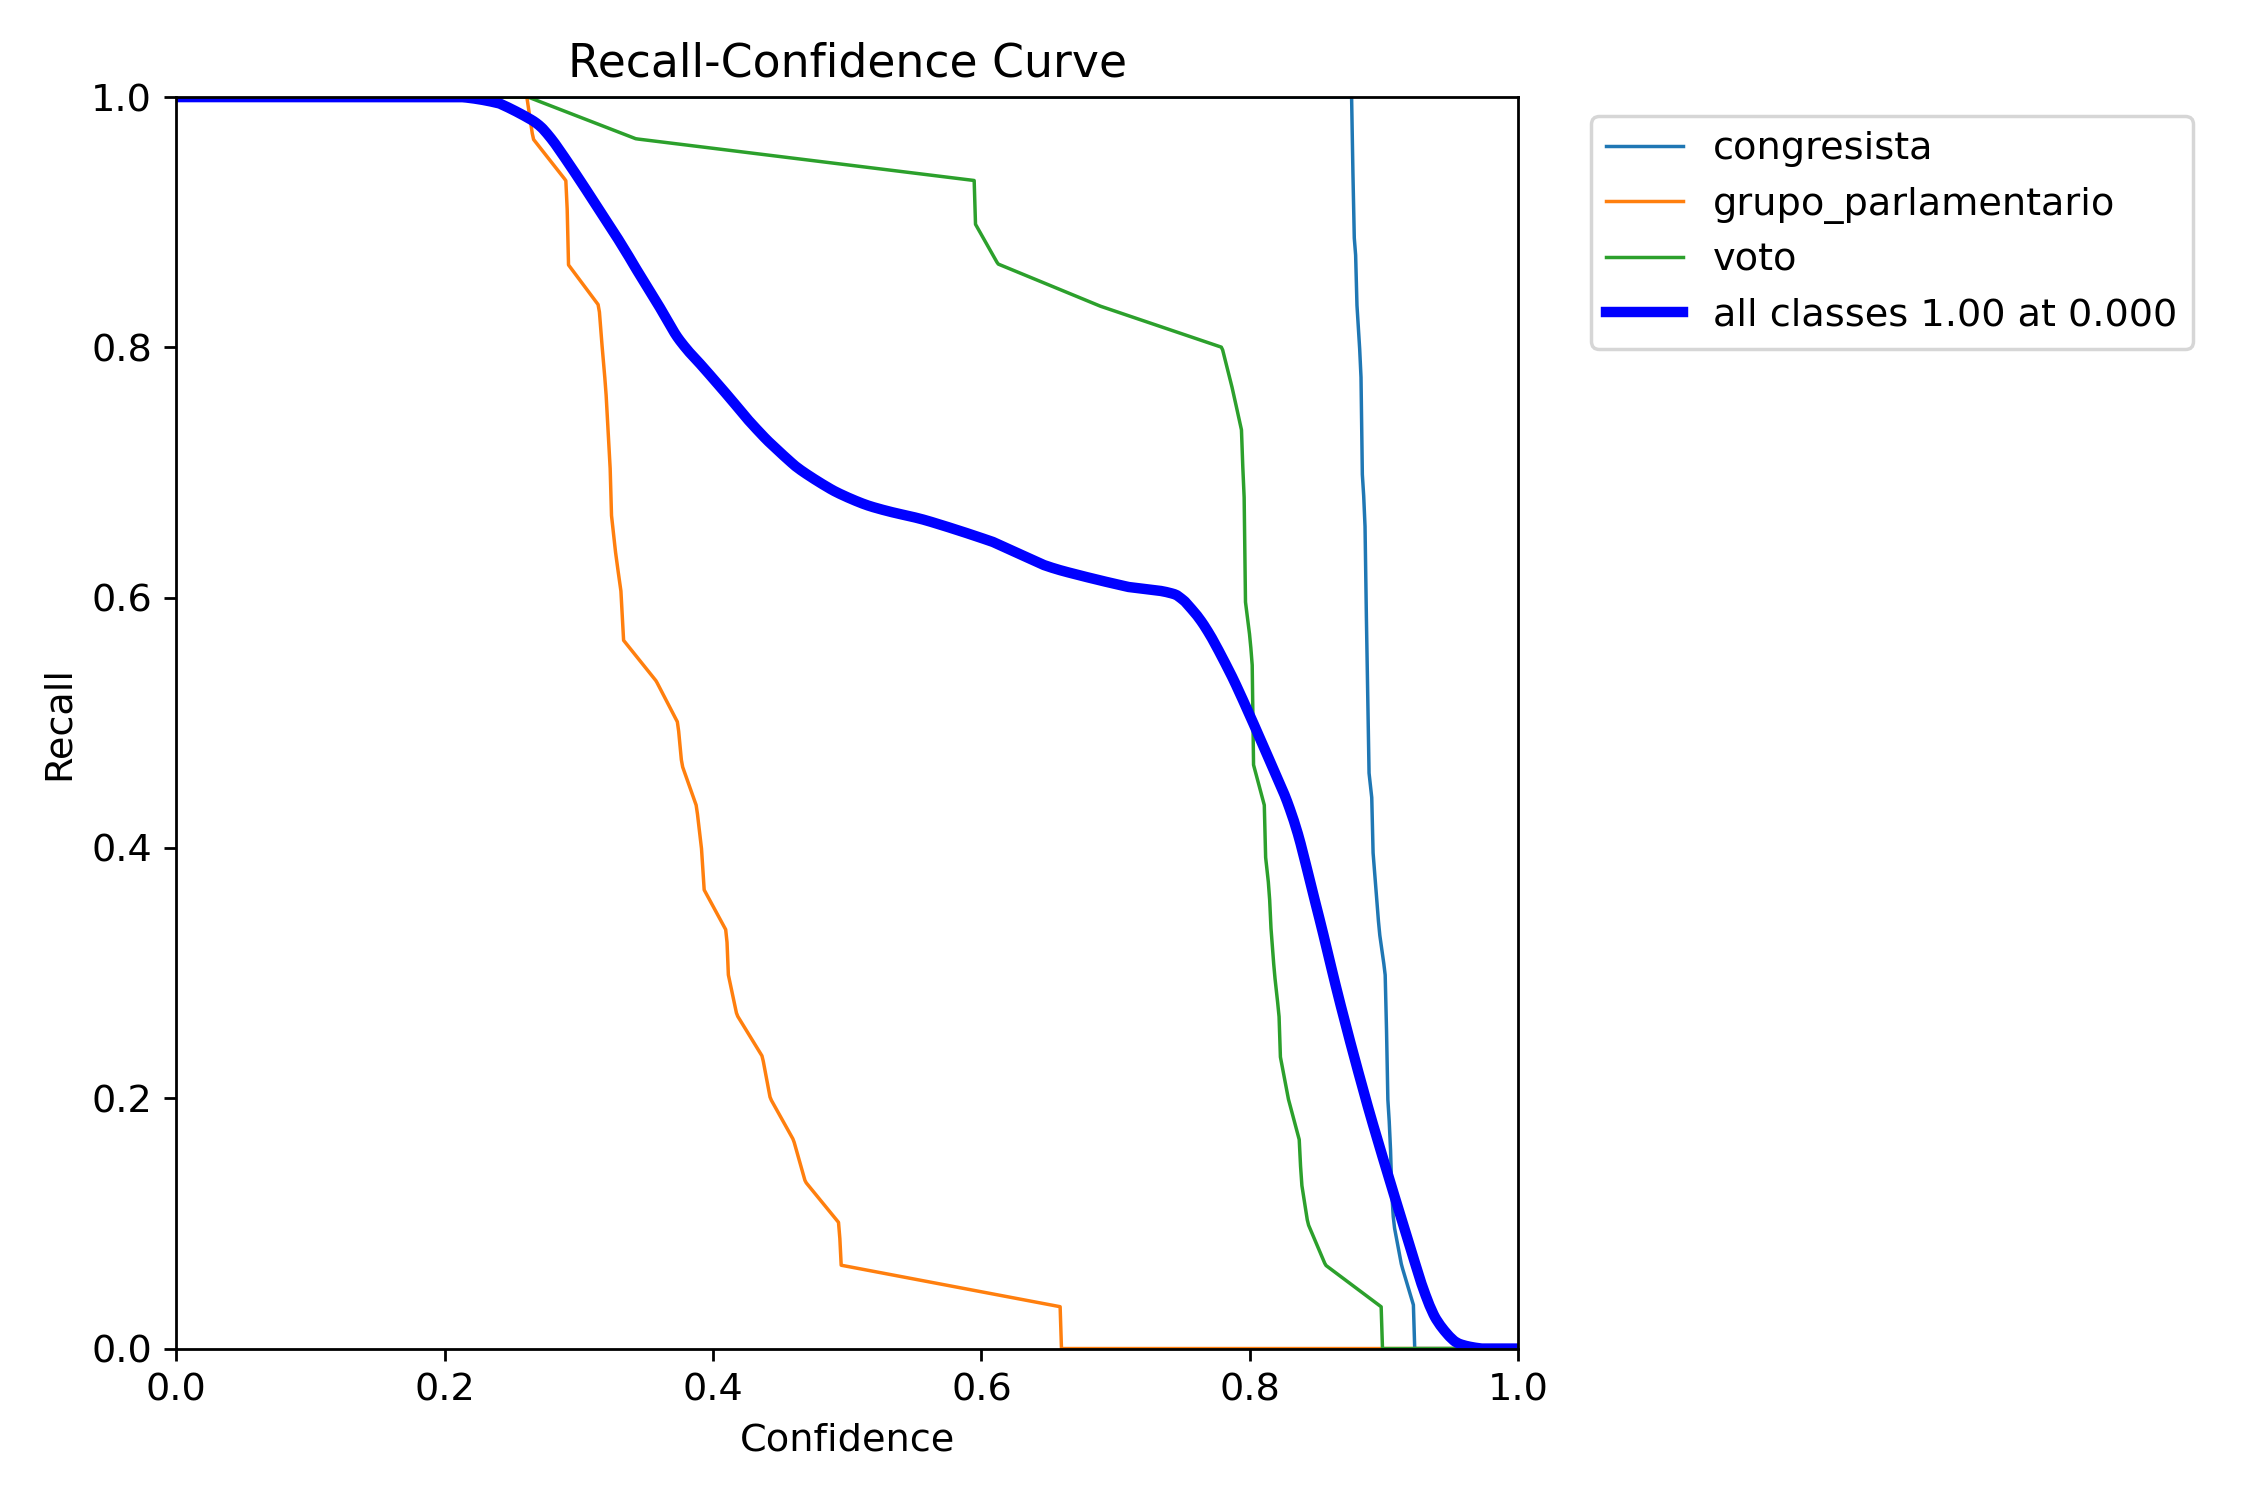 Recall-Confidence Curve
1.0
0.8
0.6
0.4
0.2
0.0
Recall
0.0 0.2 0.4 0.6 0.8 1.0
Confidence
congresista
grupo_parlamentario
voto
all classes 1.00 at 0.000